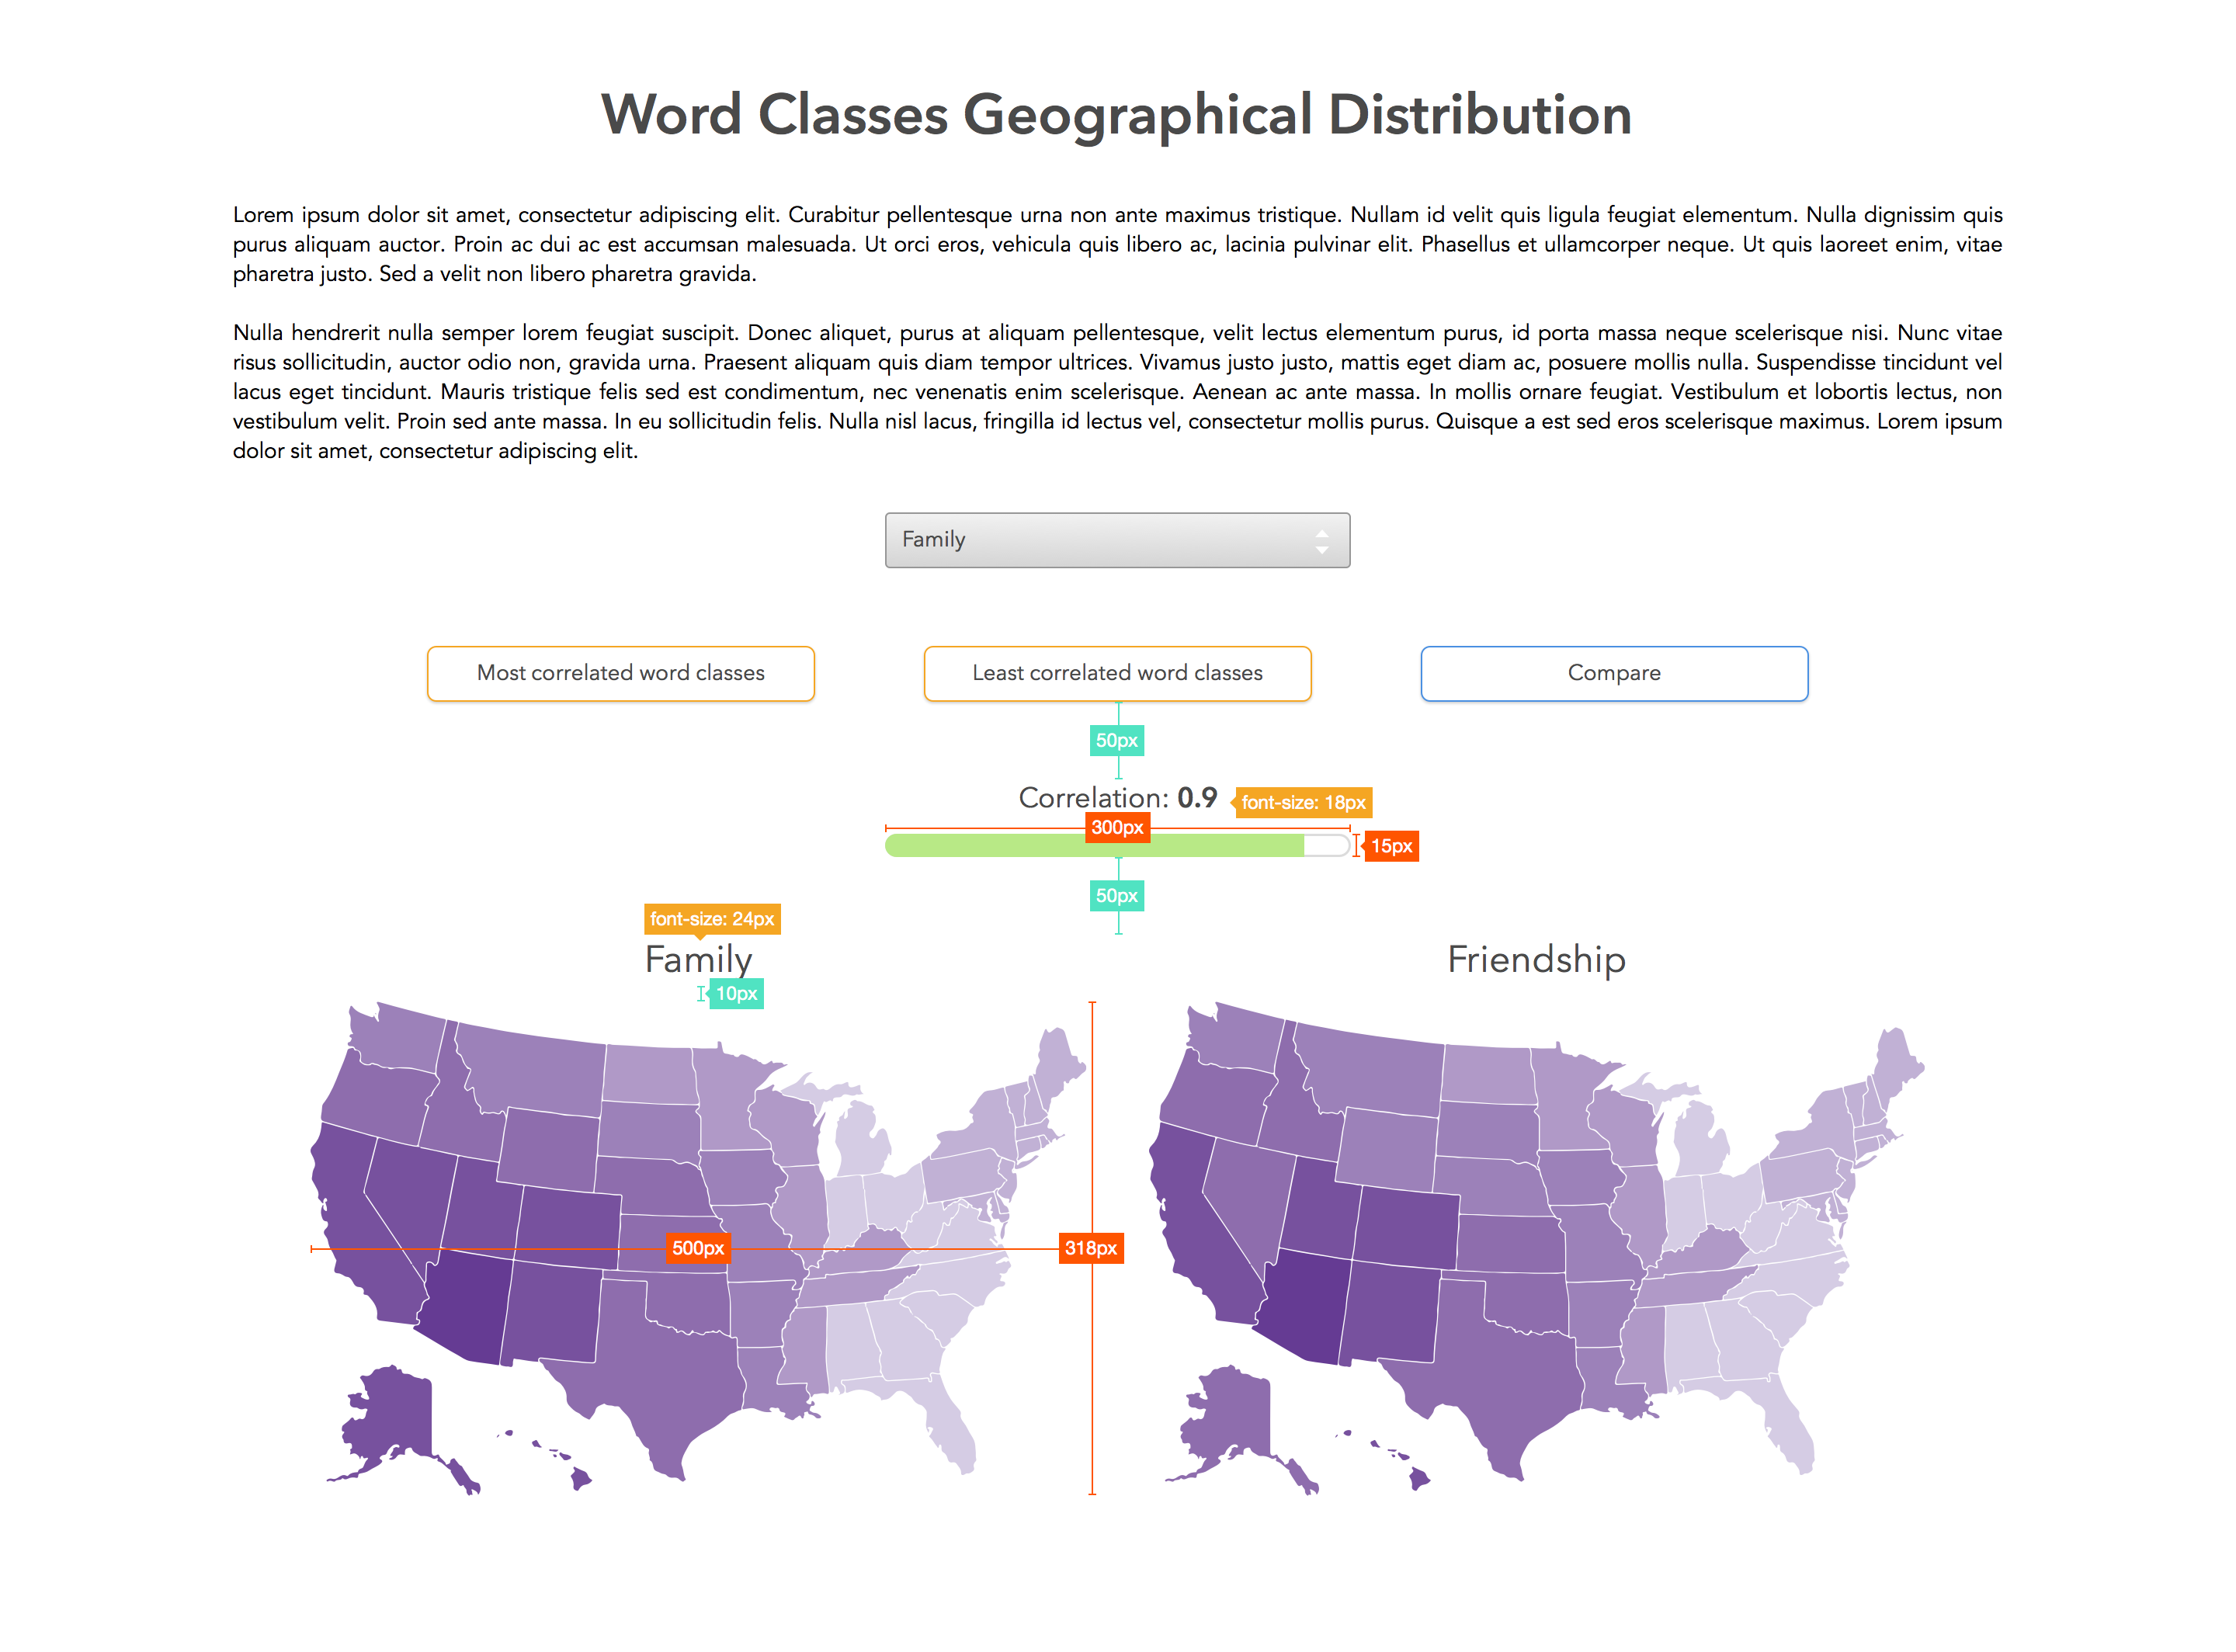 Word Classes Geographical Distribution
Lorem ipsum dolor sit amet, consectetur adipiscing elit. Curabitur pellentesque urna non ante maximus tristique. Nullam id velit quis ligula feugiat elementum. Nulla dignissim quis
purus aliquam auctor. Proin ac dui ac est accumsan malesuada. Ut orci eros, vehicula quis libero ac, lacinia pulvinar elit. Phasellus et ullamcorper neque. Ut quis laoreet enim, vitae
pharetra justo. Sed a velit non libero pharetra gravida.
Nulla hendrerit nulla semper lorem feugiat suscipit. Donec aliquet, purus at aliquam pellentesque, velit lectus elementum purus, id porta massa neque scelerisque nisi. Nunc vitae
risus sollicitudin, auctor odio non, gravida urna. Praesent aliquam quis diam tempor ultrices. Vivamus justo justo, mattis eget diam ac, posuere mollis nulla. Suspendisse tincidunt vel
lacus eget tincidunt. Mauris tristique felis sed est condimentum, nec venenatis enim scelerisque. Aenean ac ante massa. In mollis ornare feugiat. Vestibulum et lobortis lectus, non
vestibulum velit. Proin sed ante massa. In eu sollicitudin felis. Nulla nisl lacus, fringilla id lectus vel, consectetur mollis purus. Quisque a est sed eros scelerisque maximus. Lorem ipsum
dolor sit amet, consectetur adipiscing elit.
Family
Most correlated word classes
Least correlated word classes
Compare
50px
Correlation: 0.9
font-size: 18px
300px
15px
50px
font-size: 24px
Family
Friendship
10px
500px
318px